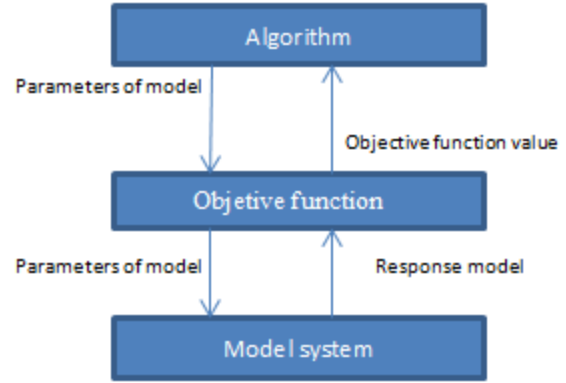 Algorithm
Parameters of model
Objective function value
Objetive function
Parameters of model
Response model
Model system